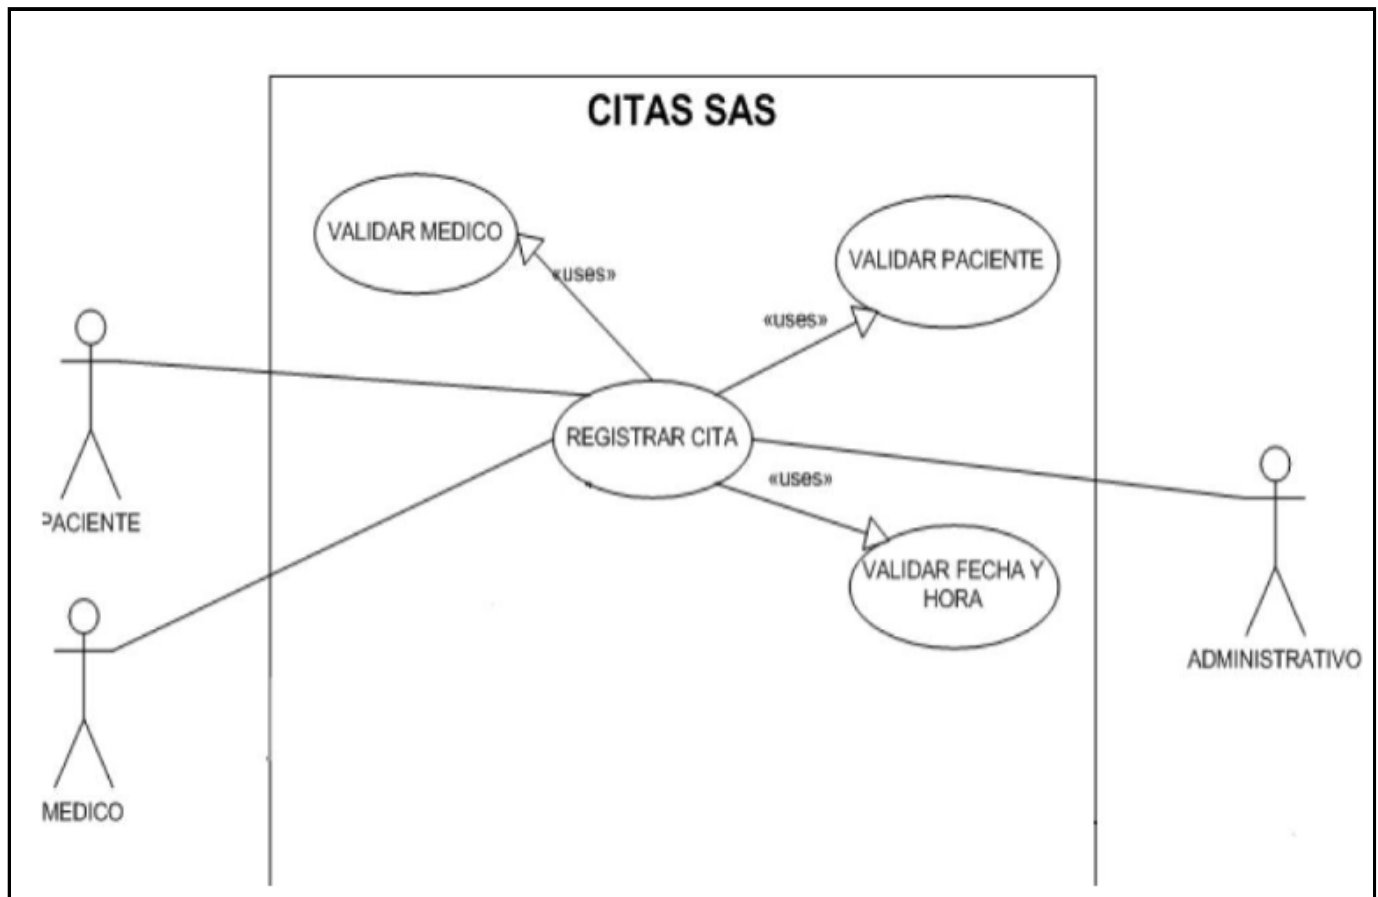 CITAS SAS
VALIDAR MEDICO
VALIDAR PACIENTE
«uses»
«uses»
REGISTRAR CITA
«uses»
PACIENTE
VALIDAR FECHA Y
HORA
ADMINISTRATIVO
MEDICO